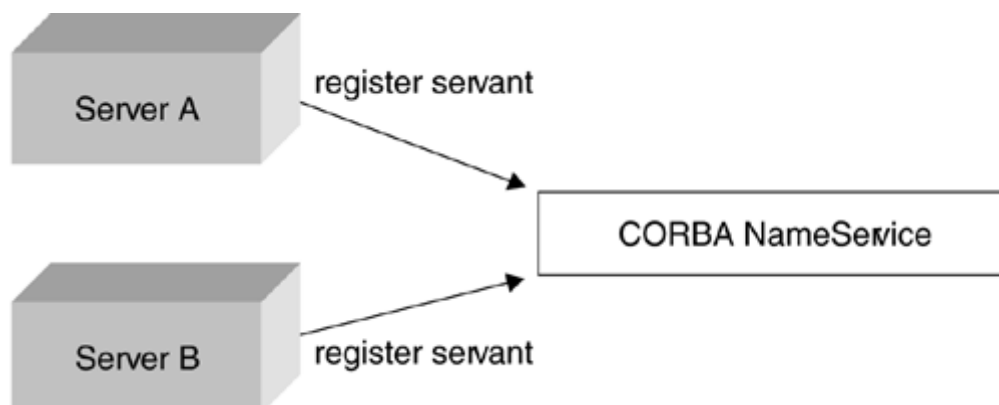 register servant
Server A
CORBA NameService
Server B
register servant